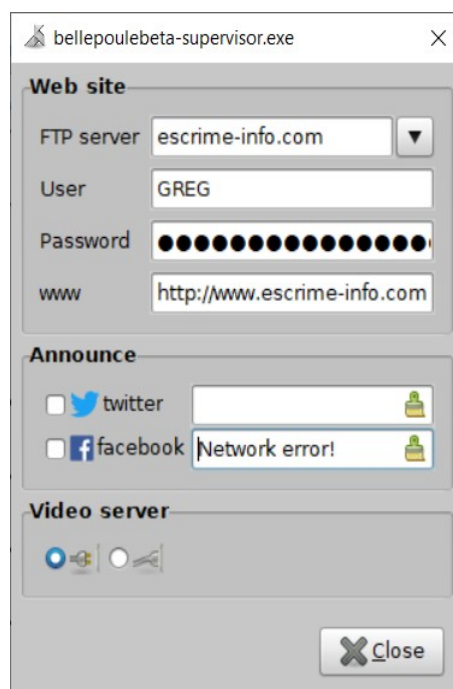 bellepoulebeta-supervisor.exe
Web site
FTP server escrime-info.com
User GREG
Password ●●●●●●●●●●●●●●●
www http://www.escrime-info.com
Announce
twitter
facebook Network error!
Video server
Close